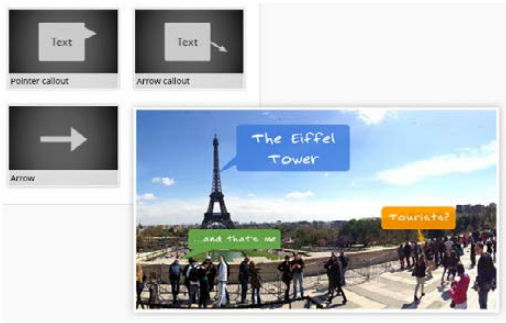 Text
Text
Pointer callout
Arrow callout
Arrow
The Eiffel
Tower
...and that's me
Tourists?